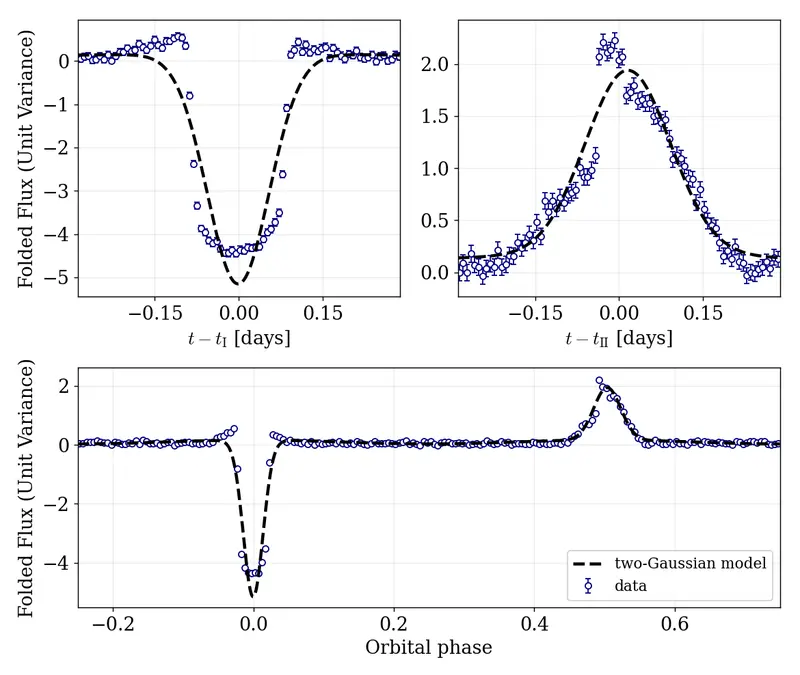 Folded Flux (Unit Variance)
0
−1
−2
−3
−4
−5
−0.15 0.00 0.15
t − tI [days]
2.0
1.5
1.0
0.5
0.0
−0.15 0.00 0.15
t − tII [days]
Folded Flux (Unit Variance)
2
0
−2
−4
two-Gaussian model
data
−0.2 0.0 0.2 0.4 0.6
Orbital phase